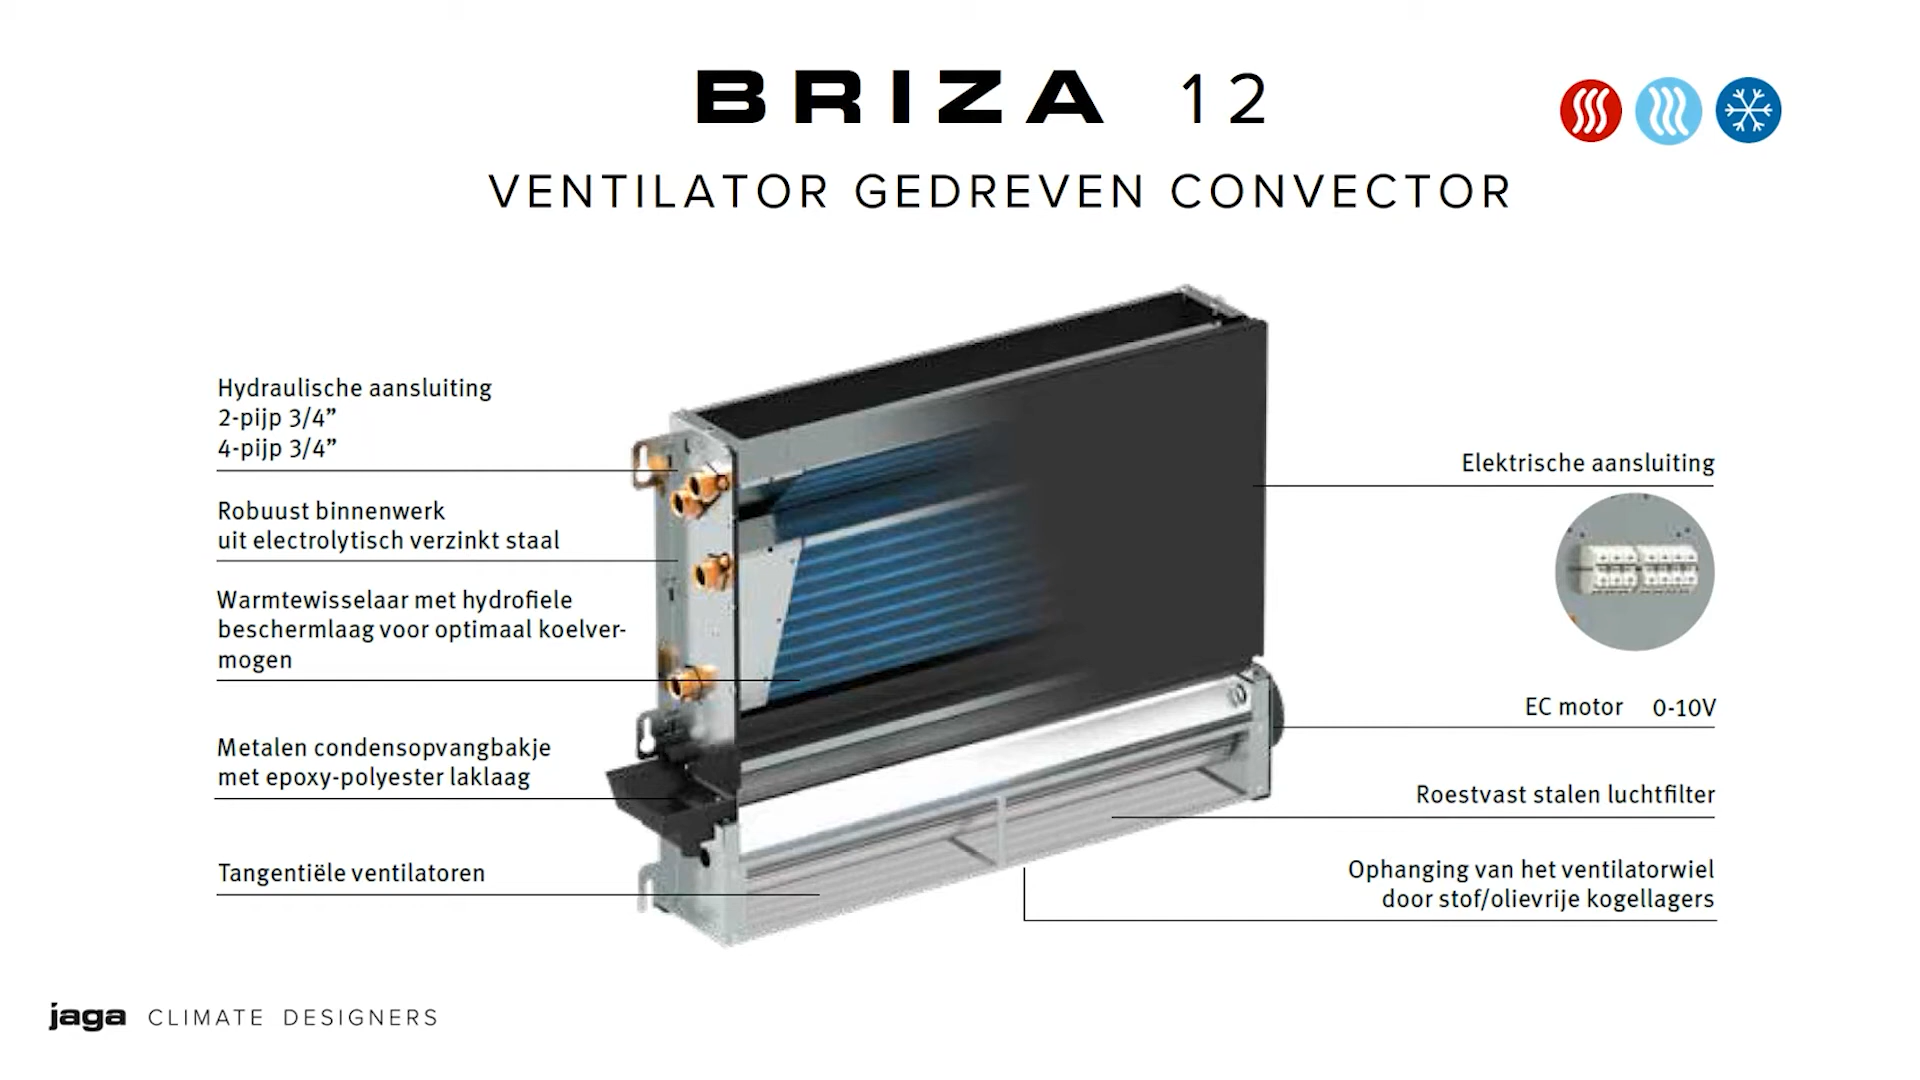 BRIZA 12
VENTILATOR GEDREVEN CONVECTOR
Hydraulische aansluiting
2-pijp 3/4”
4-pijp 3/4”
Robuust binnenwerk
uit electrolytisch verzinkt staal
Warmtewisselaar met hydrofiele
beschermlaag voor optimaal koelver-
mogen
Metalen condensopvangbakje
met epoxy-polyester laklaag
Tangentiële ventilatoren
Elektrische aansluiting
EC motor 0-10V
Roestvast stalen luchtfilter
Ophanging van het ventilatorwiel
door stof/olievrije kogellagers
jaga CLIMATE DESIGNERS